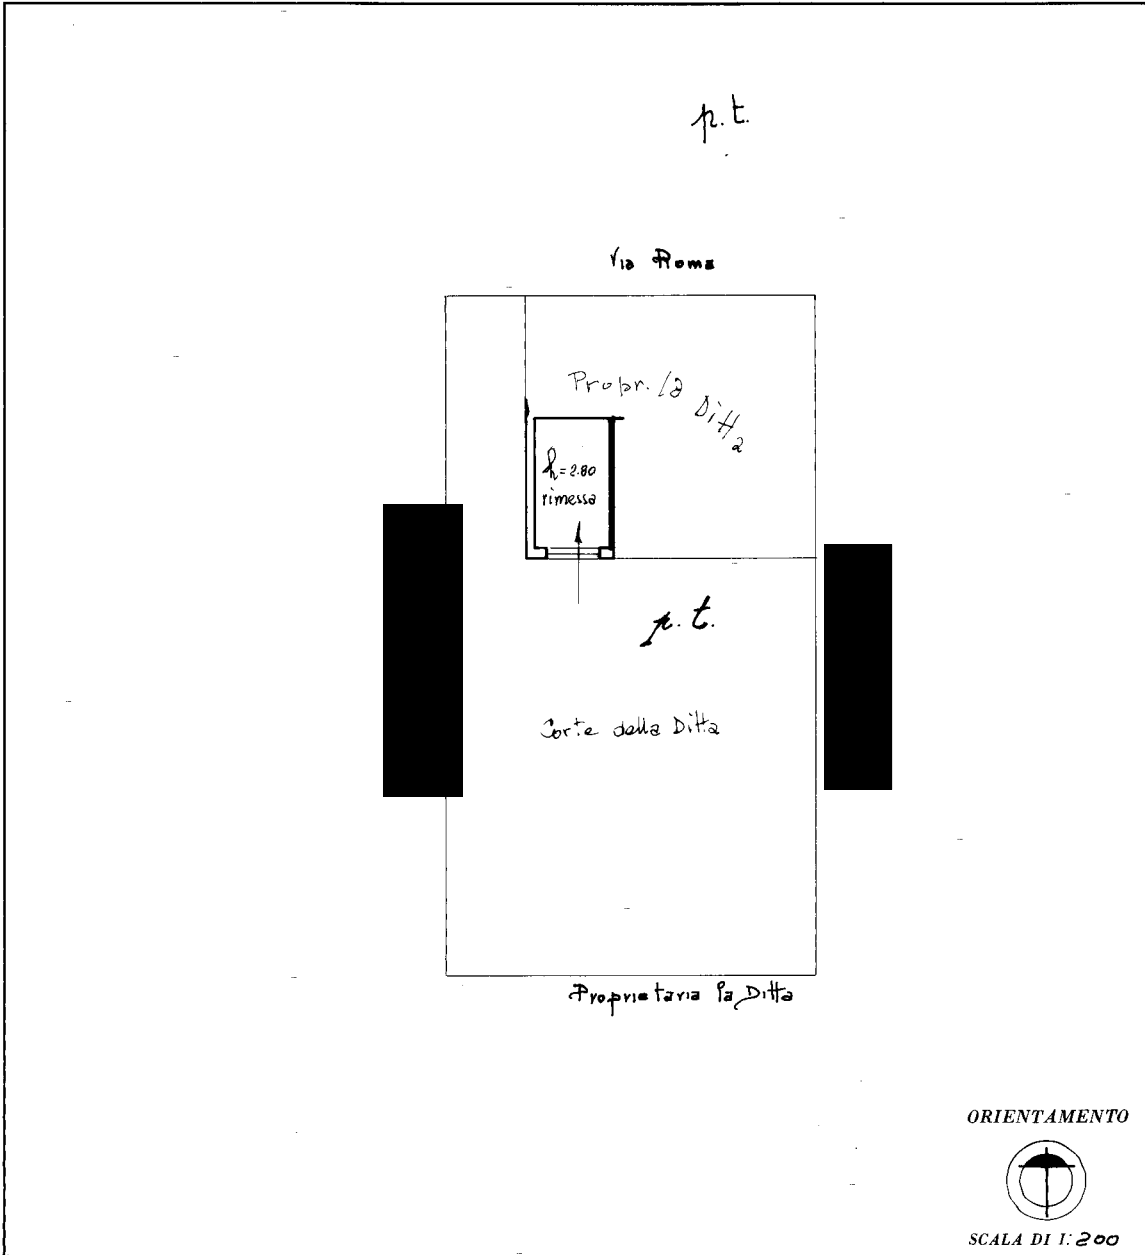 p.t.
Via Roma
Propr. la Ditta
h=2.80
rimessa
p.t.
Corte della Ditta
Proprietaria la Ditta
ORIENTAMENTO
SCALA DI 1:200